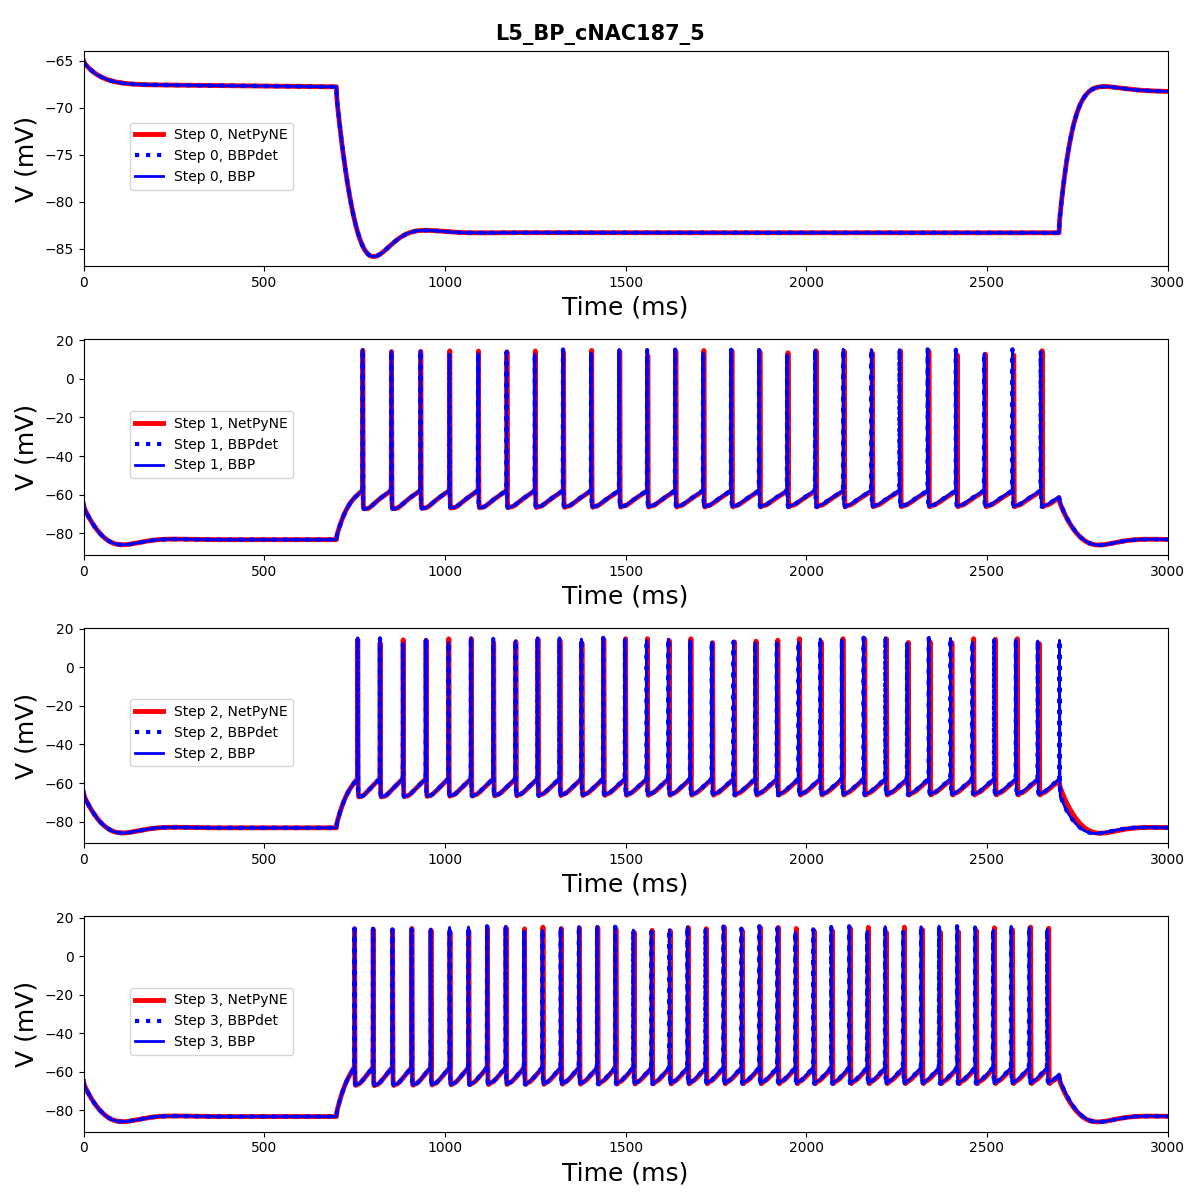 L5_BP_cNAC187_5
V (mV)
−65
−70
−75
−80
−85
Step 0, NetPyNE
Step 0, BBPdet
Step 0, BBP
0 500 1000 1500 2000 2500 3000
Time (ms)
V (mV)
20
0
−20
−40
−60
−80
Step 1, NetPyNE
Step 1, BBPdet
Step 1, BBP
0 500 1000 1500 2000 2500 3000
Time (ms)
V (mV)
20
0
−20
−40
−60
−80
Step 2, NetPyNE
Step 2, BBPdet
Step 2, BBP
0 500 1000 1500 2000 2500 3000
Time (ms)
V (mV)
20
0
−20
−40
−60
−80
Step 3, NetPyNE
Step 3, BBPdet
Step 3, BBP
0 500 1000 1500 2000 2500 3000
Time (ms)